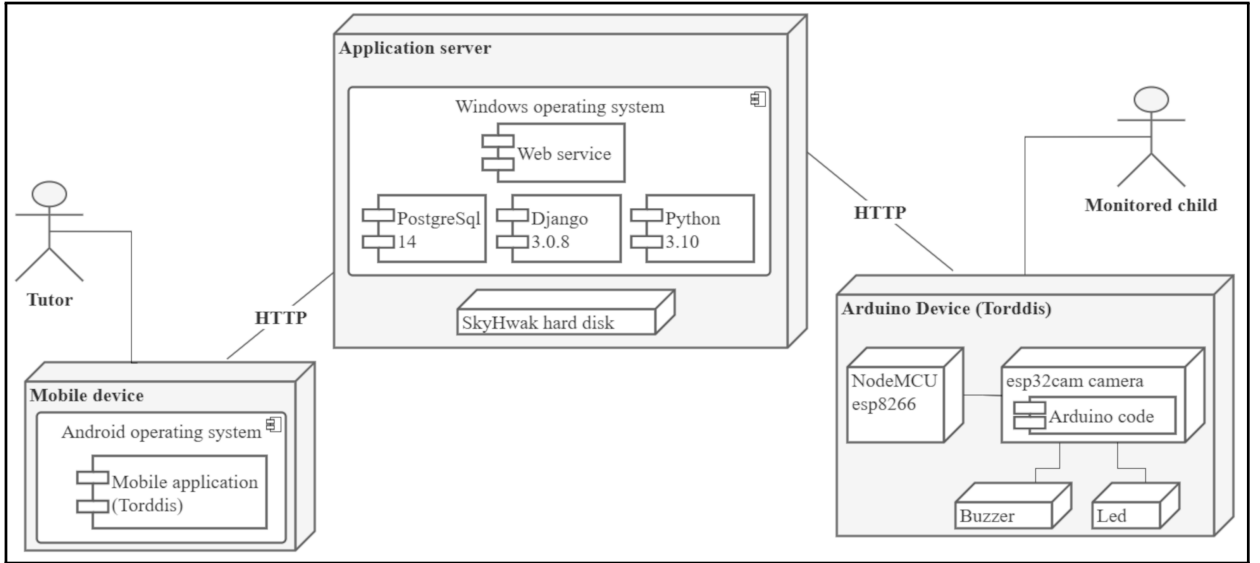 Application server
Windows operating system
Web service
PostgreSql
14
Django
3.0.8
Python
3.10
SkyHwak hard disk
HTTP
HTTP
Tutor
Monitored child
Mobile device
Android operating system
Mobile application
(Torddis)
Arduino Device (Torddis)
NodeMCU
esp8266
esp32cam camera
Arduino code
Buzzer
Led